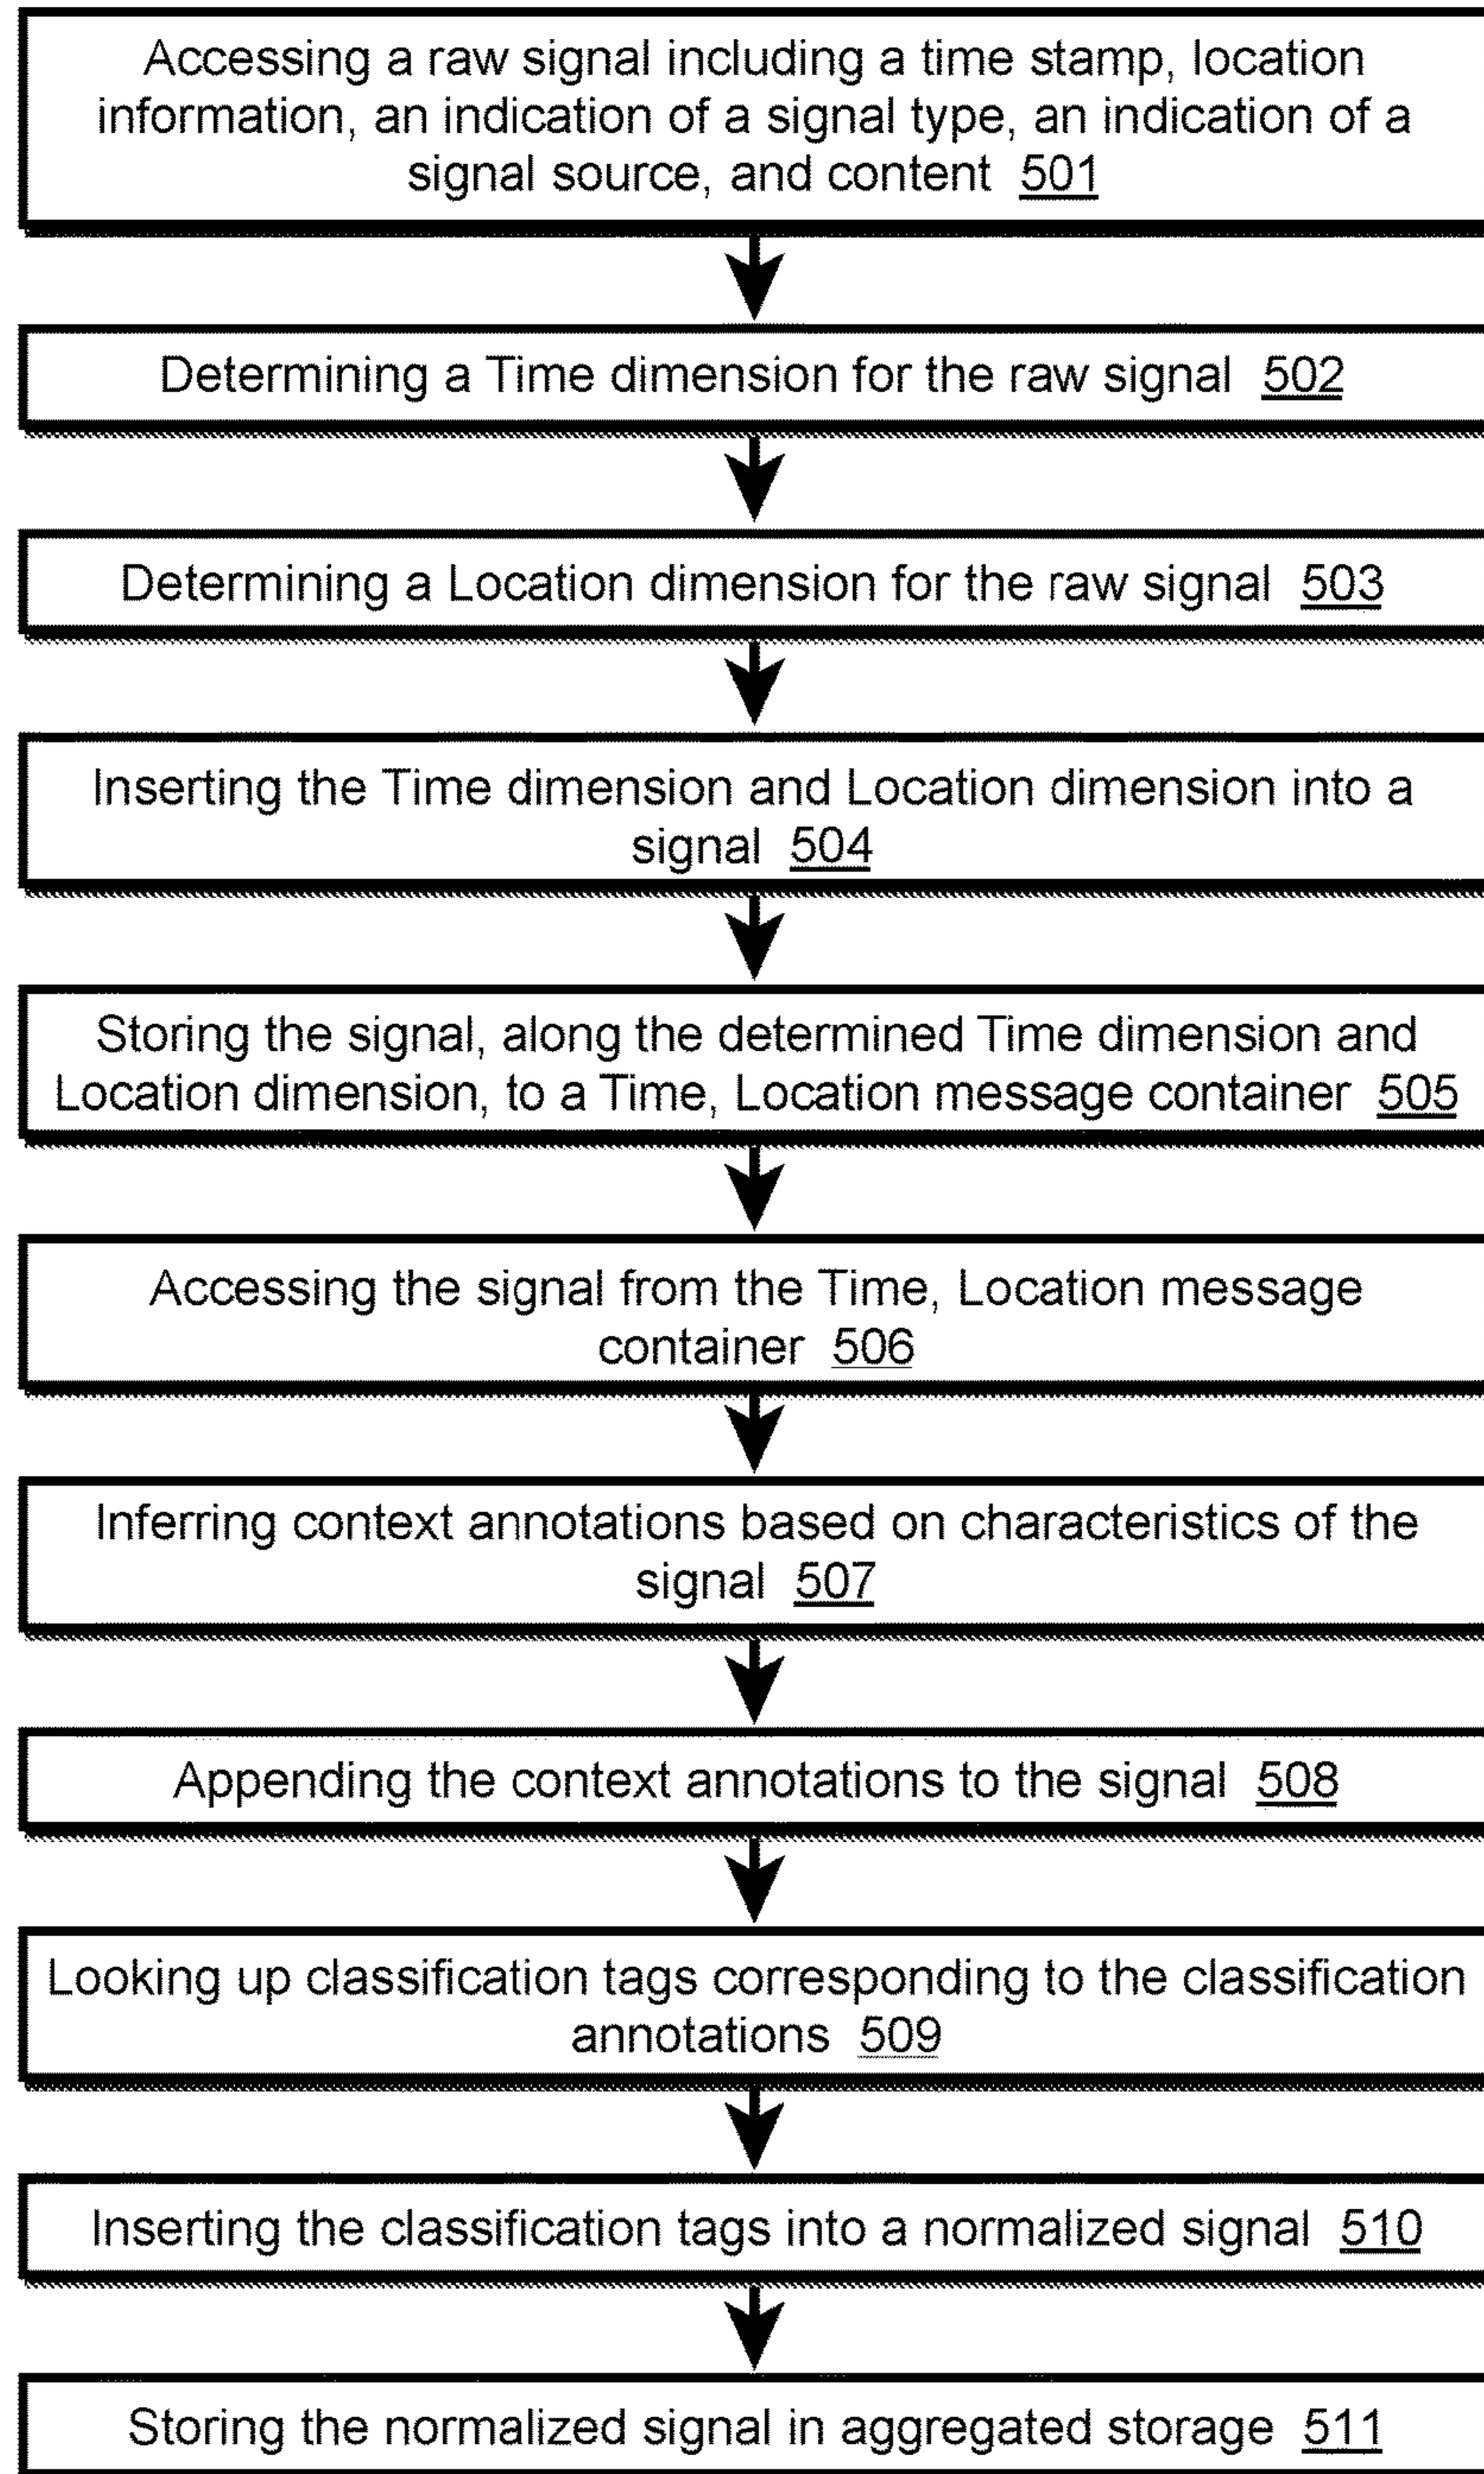 Accessing a raw signal including a time stamp, location
information, an indication of a signal type, an indication of a
signal source, and content 501
Determining a Time dimension for the raw signal 502
Determining a Location dimension for the raw signal 503
Inserting the Time dimension and Location dimension into a
signal 504
Storing the signal, along the determined Time dimension and
Location dimension, to a Time, Location message container 505
Accessing the signal from the Time, Location message
container 506
Inferring context annotations based on characteristics of the
signal 507
Appending the context annotations to the signal 508
Looking up classification tags corresponding to the classification
annotations 509
Inserting the classification tags into a normalized signal 510
Storing the normalized signal in aggregated storage 511